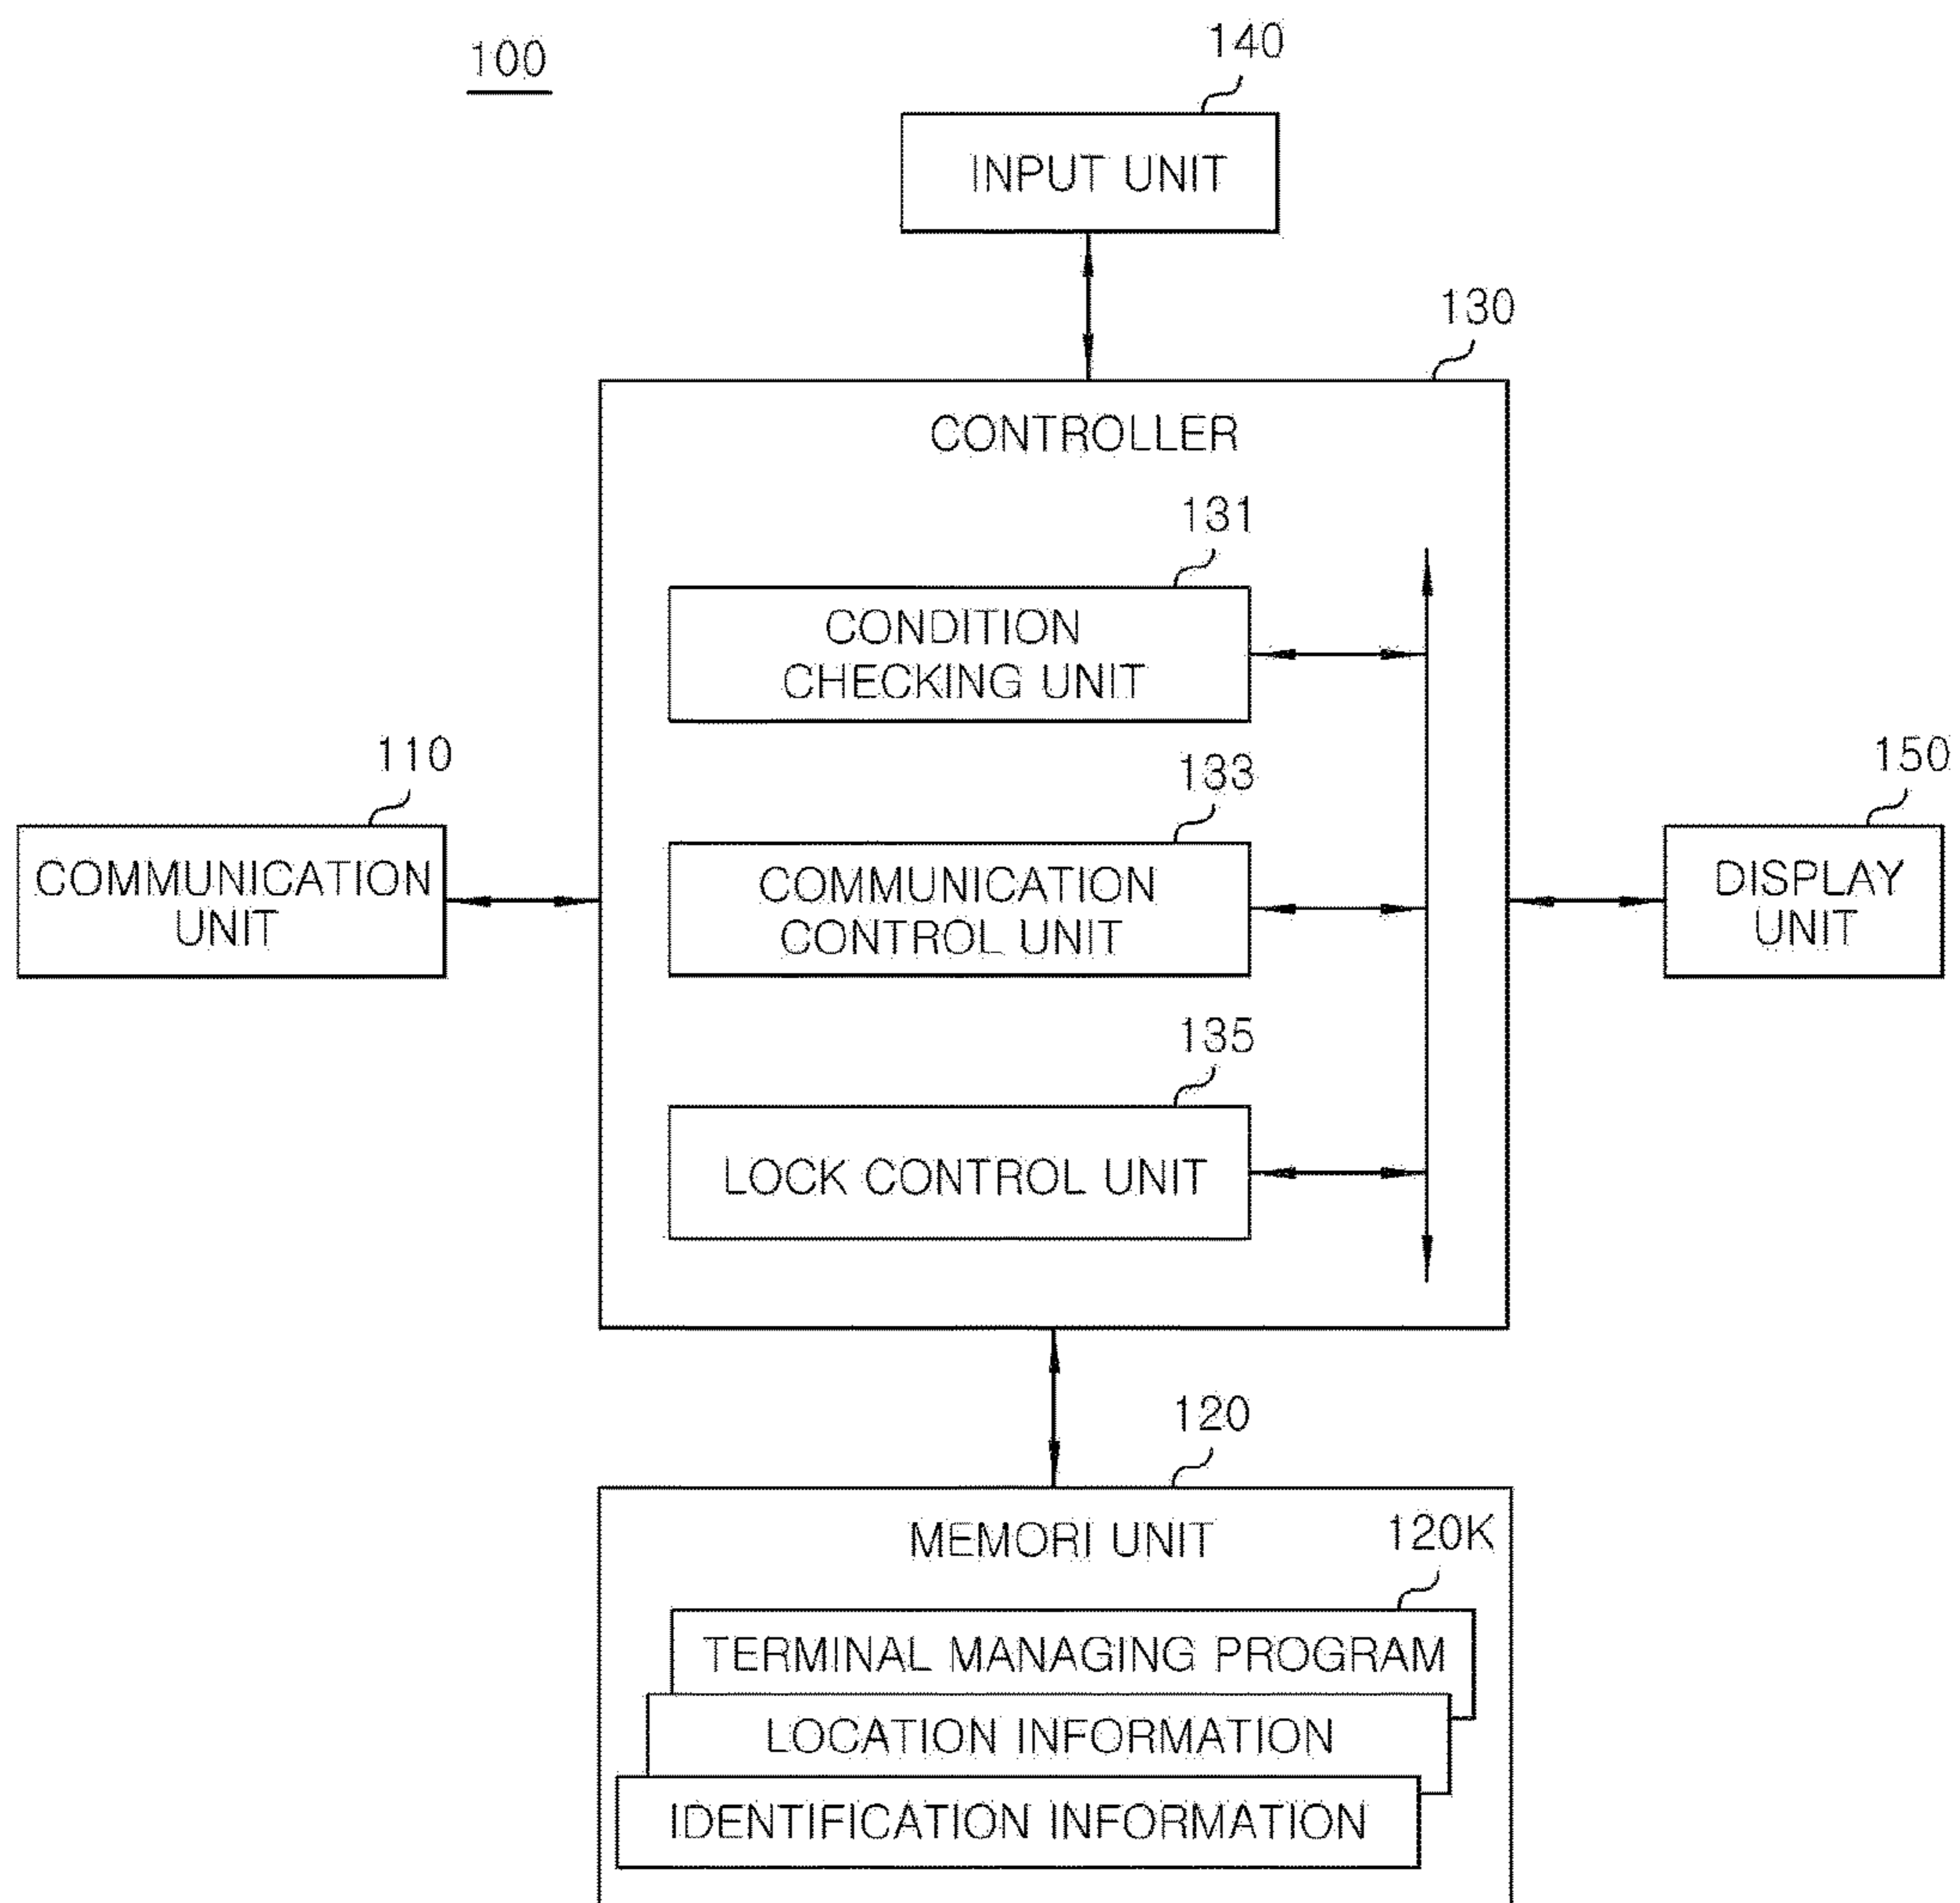 100
140
INPUT UNIT
130
CONTROLLER
131
CONDITION
CHECKING UNIT
110
COMMUNICATION
UNIT
133
COMMUNICATION
CONTROL UNIT
150
DISPLAY
UNIT
135
LOCK CONTROL UNIT
120
MEMORI UNIT
120K
TERMINAL MANAGING PROGRAM
LOCATION INFORMATION
IDENTIFICATION INFORMATION